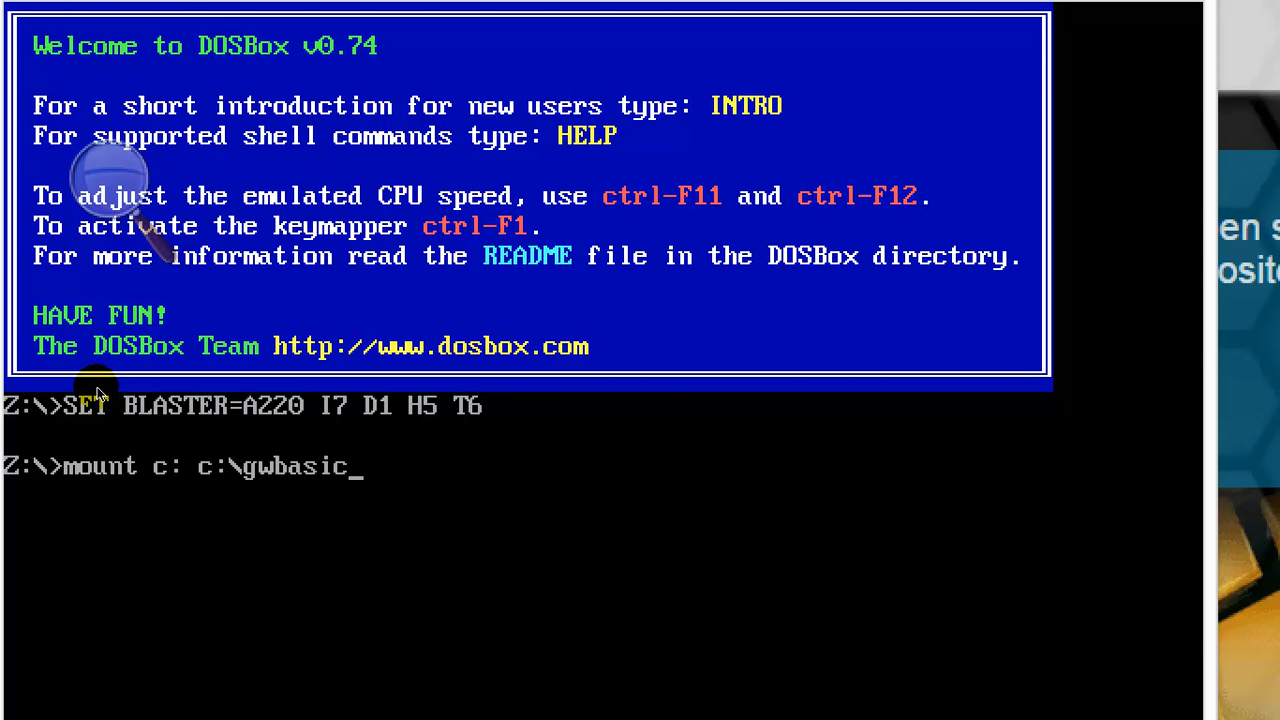 Welcome to DOSBox v0.74
For a short introduction for new users type: INTRO
For supported shell commands type: HELP
To adjust the emulated CPU speed, use ctrl-F11 and ctrl-F12.
To activate the keymapper ctrl-F1.
For more information read the README file in the DOSBox directory.
HAVE FUN!
The DOSBox Team http://www.dosbox.com
Z:\>SET BLASTER=A220 I7 D1 H5 T6
Z:\>mount c: c:\gwbasic_